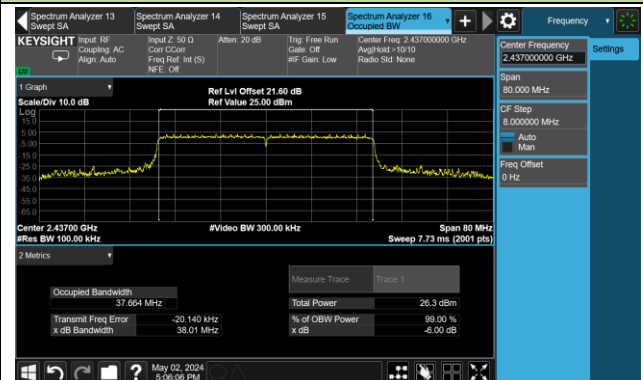 Spectrum Analyzer 13
Swept SA
Spectrum Analyzer 14
Swept SA
Spectrum Analyzer 15
Swept SA
Spectrum Analyzer 16
Occupied BW
Frequency
KEYSIGHT
Input: RF
Coupling: AC
Align: Auto
Input Z: 50 Ω
Corr CCorr
Freq Ref: Int (S)
NFE: Off
Atten: 20 dB
Trig: Free Run
Gate: Off
#IF Gain: Low
Center Freq: 2.437000000 GHz
Avg|Hold:>10/10
Radio Std: None
Center Frequency
2.437000000 GHz
Settings
Span
80.000 MHz
CF Step
8.000000 MHz
Auto
Man
Freq Offset
0 Hz
1 Graph
Scale/Div 10.0 dB
Ref Lvl Offset 21.60 dB
Ref Value 25.00 dBm
Log
15.0
5.00
-5.00
-15.0
-25.0
-35.0
-45.0
-55.0
-65.0
Center 2.43700 GHz
#Res BW 100.00 kHz
#Video BW 300.00 kHz
Span 80 MHz
Sweep 7.73 ms (2001 pts)
2 Metrics
Measure Trace
Trace 1
Occupied Bandwidth
37.664 MHz
Total Power
26.3 dBm
Transmit Freq Error
-20.140 kHz
% of OBW Power
99.00 %
x dB Bandwidth
38.01 MHz
x dB
-6.00 dB
May 02, 2024
5:06:06 PM